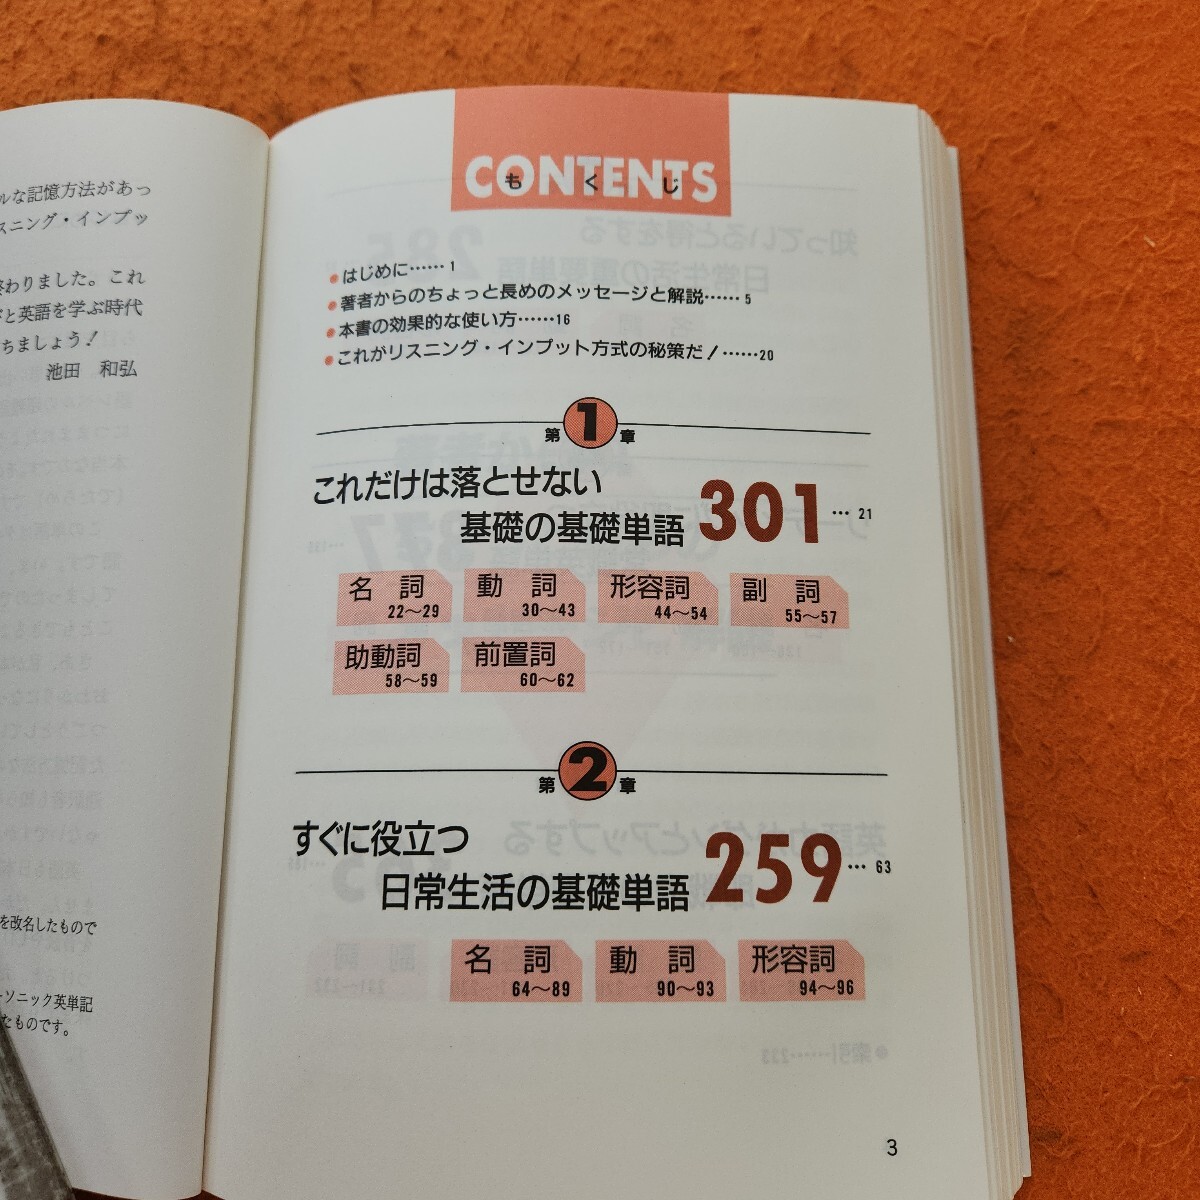 ルな記憶方法があっ
スニング・インプッ
終わりました。これ
と英語を学ぶ時代
ちましょう！
池田 和弘
を改名したもので
ーソニック英単記
たものです。
CONTENTS
もくじ
●はじめに……1
●著者からのちょっと長めのメッセージと解説……5
●本書の効果的な使い方……16
●これがリスニング・インプット方式の秘策だ！……20
第1章
これだけは落とせない
基礎の基礎単語301…21
名詞 22〜29
動詞 30〜43
形容詞 44〜54
副詞 55〜57
助動詞 58〜59
前置詞 60〜62
第2章
すぐに役立つ
日常生活の基礎単語259…63
名詞 64〜89
動詞 90〜93
形容詞 94〜96
3